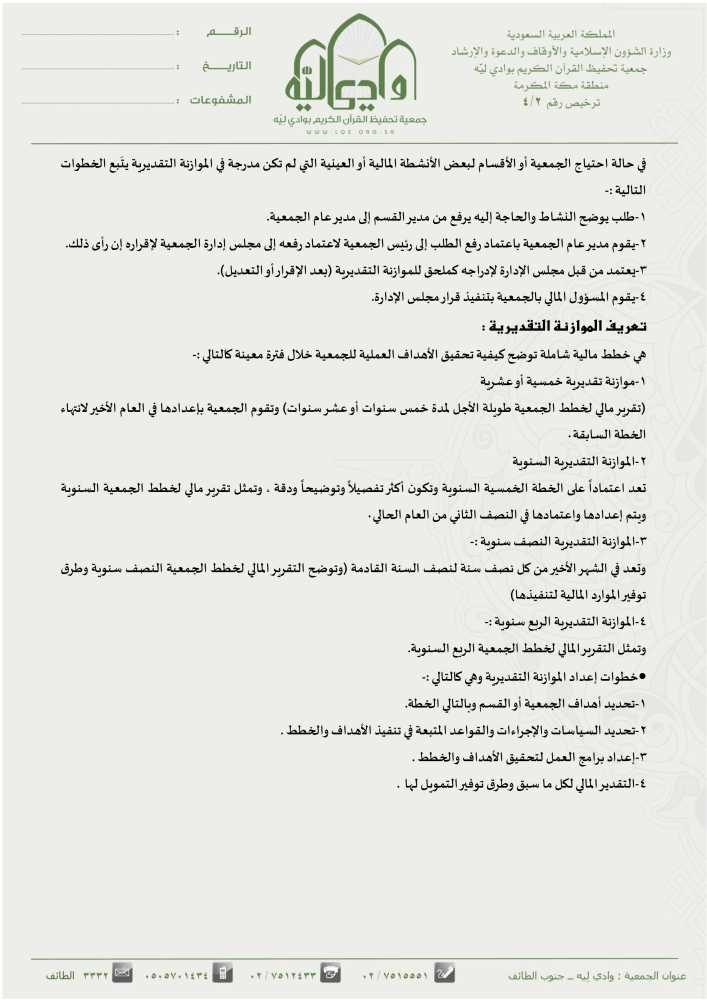 المملكة العربية السعودية
وزارة الشؤون الإسلامية والأوقاف والدعوة والإرشاد
جمعية تحفيظ القرآن الكريم بوادي ليّه
منطقة مكة المكرمة
ترخيص رقم ٤/٢
وادي ليّه
جمعية تحفيظ القرآن الكريم بوادي ليّه
الرقــــم :
التاريــــخ :
المشفوعات :
في حالة احتياج الجمعية أو الأقسام لبعض الأنشطة المالية أو العينية التي لم تكن مدرجة في الموازنة التقديرية يتّبع الخطوات
التالية :-
١-طلب يوضح النشاط والحاجة إليه يرفع من مدير القسم إلى مدير عام الجمعية.
٢-يقوم مدير عام الجمعية باعتماد رفع الطلب إلى رئيس الجمعية لاعتماد رفعه إلى مجلس إدارة الجمعية لإقراره إن رأى ذلك.
٣-يعتمد من قبل مجلس الإدارة لإدراجه كملحق للموازنة التقديرية (بعد الإقرار أو التعديل).
٤-يقوم المسؤول المالي بالجمعية بتنفيذ قرار مجلس الإدارة.
تعريف الموازنة التقديرية :
هي خطط مالية شاملة توضح كيفية تحقيق الأهداف العملية للجمعية خلال فترة معينة كالتالي :-
١-موازنة تقديرية خمسية أو عشرية
(تقرير مالي لخطط الجمعية طويلة الأجل لمدة خمس سنوات أو عشر سنوات) وتقوم الجمعية بإعدادها في العام الأخير لانتهاء
الخطة السابقة.
٢-الموازنة التقديرية السنوية
تعد اعتماداً على الخطة الخمسية السنوية وتكون أكثر تفصيلاً وتوضيحاً ودقة ، وتمثل تقرير مالي لخطط الجمعية السنوية
ويتم إعدادها واعتمادها في النصف الثاني من العام الحالي.
٣-الموازنة التقديرية النصف سنوية :-
وتعد في الشهر الأخير من كل نصف سنة لنصف السنة القادمة (وتوضح التقرير المالي لخطط الجمعية النصف سنوية وطرق
توفير الموارد المالية لتنفيذها)
٤-الموازنة التقديرية الربع سنوية :-
وتمثل التقرير المالي لخطط الجمعية الربع السنوية.
●خطوات إعداد الموازنة التقديرية وهي كالتالي :-
١-تحديد أهداف الجمعية أو القسم وبالتالي الخطة.
٢-تحديد السياسات والإجراءات والقواعد المتبعة في تنفيذ الأهداف والخطط .
٣-إعداد برامج العمل لتحقيق الأهداف والخطط .
٤-التقدير المالي لكل ما سبق وطرق توفير التمويل لها .
عنوان الجمعية : وادي ليه ــ جنوب الطائف ٠٢ / ٧٥١٥٥٥١ ٠٢ / ٧٥١٢٤٣٣ ٠٥٠٥٧٠١٤٣٤ ٣٣٣٢ الطائف